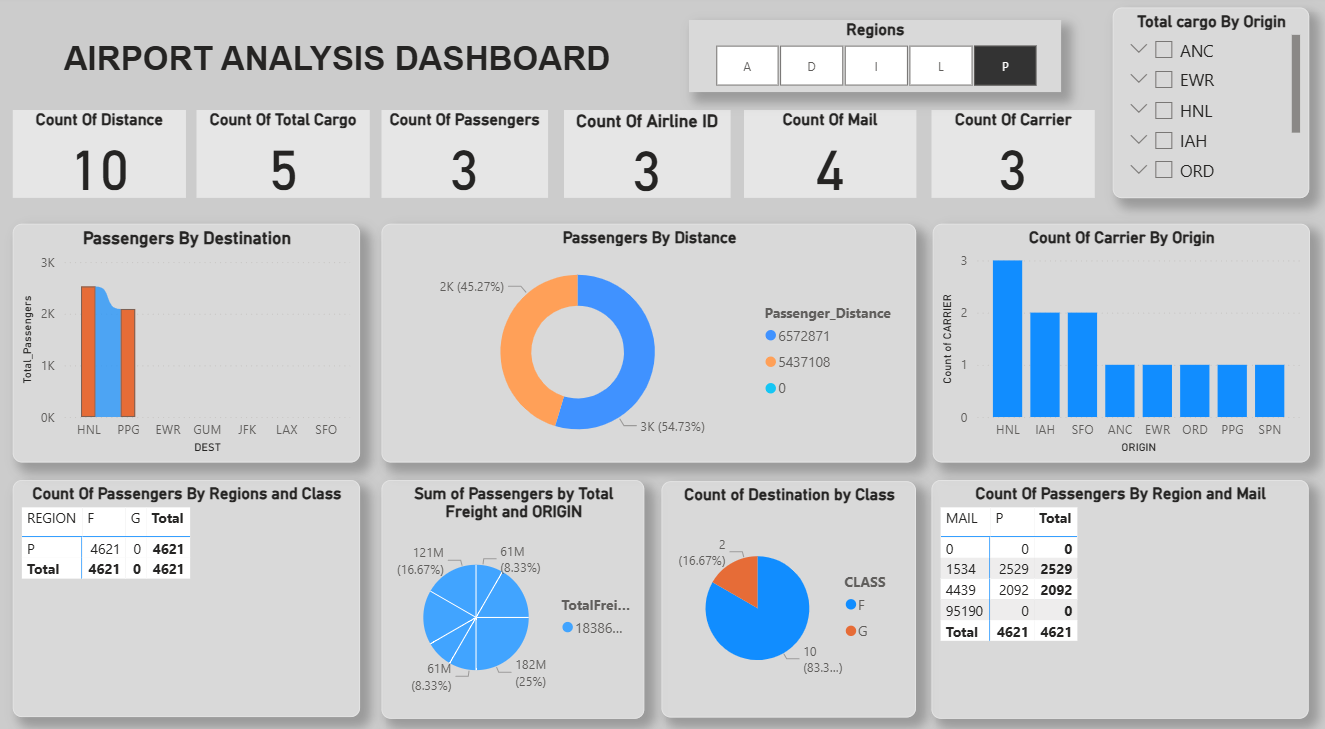 AIRPORT ANALYSIS DASHBOARD
Regions
A D I L P
Total cargo By Origin
ANC
EWR
HNL
IAH
ORD
Count Of Distance
10
Count Of Total Cargo
5
Count Of Passengers
3
Count Of Airline ID
3
Count Of Mail
4
Count Of Carrier
3
Passengers By Destination
Total_Passengers
3K
2K
1K
0K
HNL PPG EWR GUM JFK LAX SFO
DEST
Passengers By Distance
2K (45.27%)
3K (54.73%)
Passenger_Distance
6572871
5437108
0
Count Of Carrier By Origin
Count of CARRIER
3
2
1
0
HNL IAH SFO ANC EWR ORD PPG SPN
ORIGIN
Count Of Passengers By Regions and Class
REGION F G Total
P 4621 0 4621
Total 4621 0 4621
Sum of Passengers by Total
Freight and ORIGIN
121M
(16.67%)
61M
(8.33%)
61M
(8.33%)
182M
(25%)
TotalFrei...
18386...
Count of Destination by Class
2
(16.67%)
10
(83.3...)
CLASS
F
G
Count Of Passengers By Region and Mail
MAIL P Total
0 0 0
1534 2529 2529
4439 2092 2092
95190 0 0
Total 4621 4621